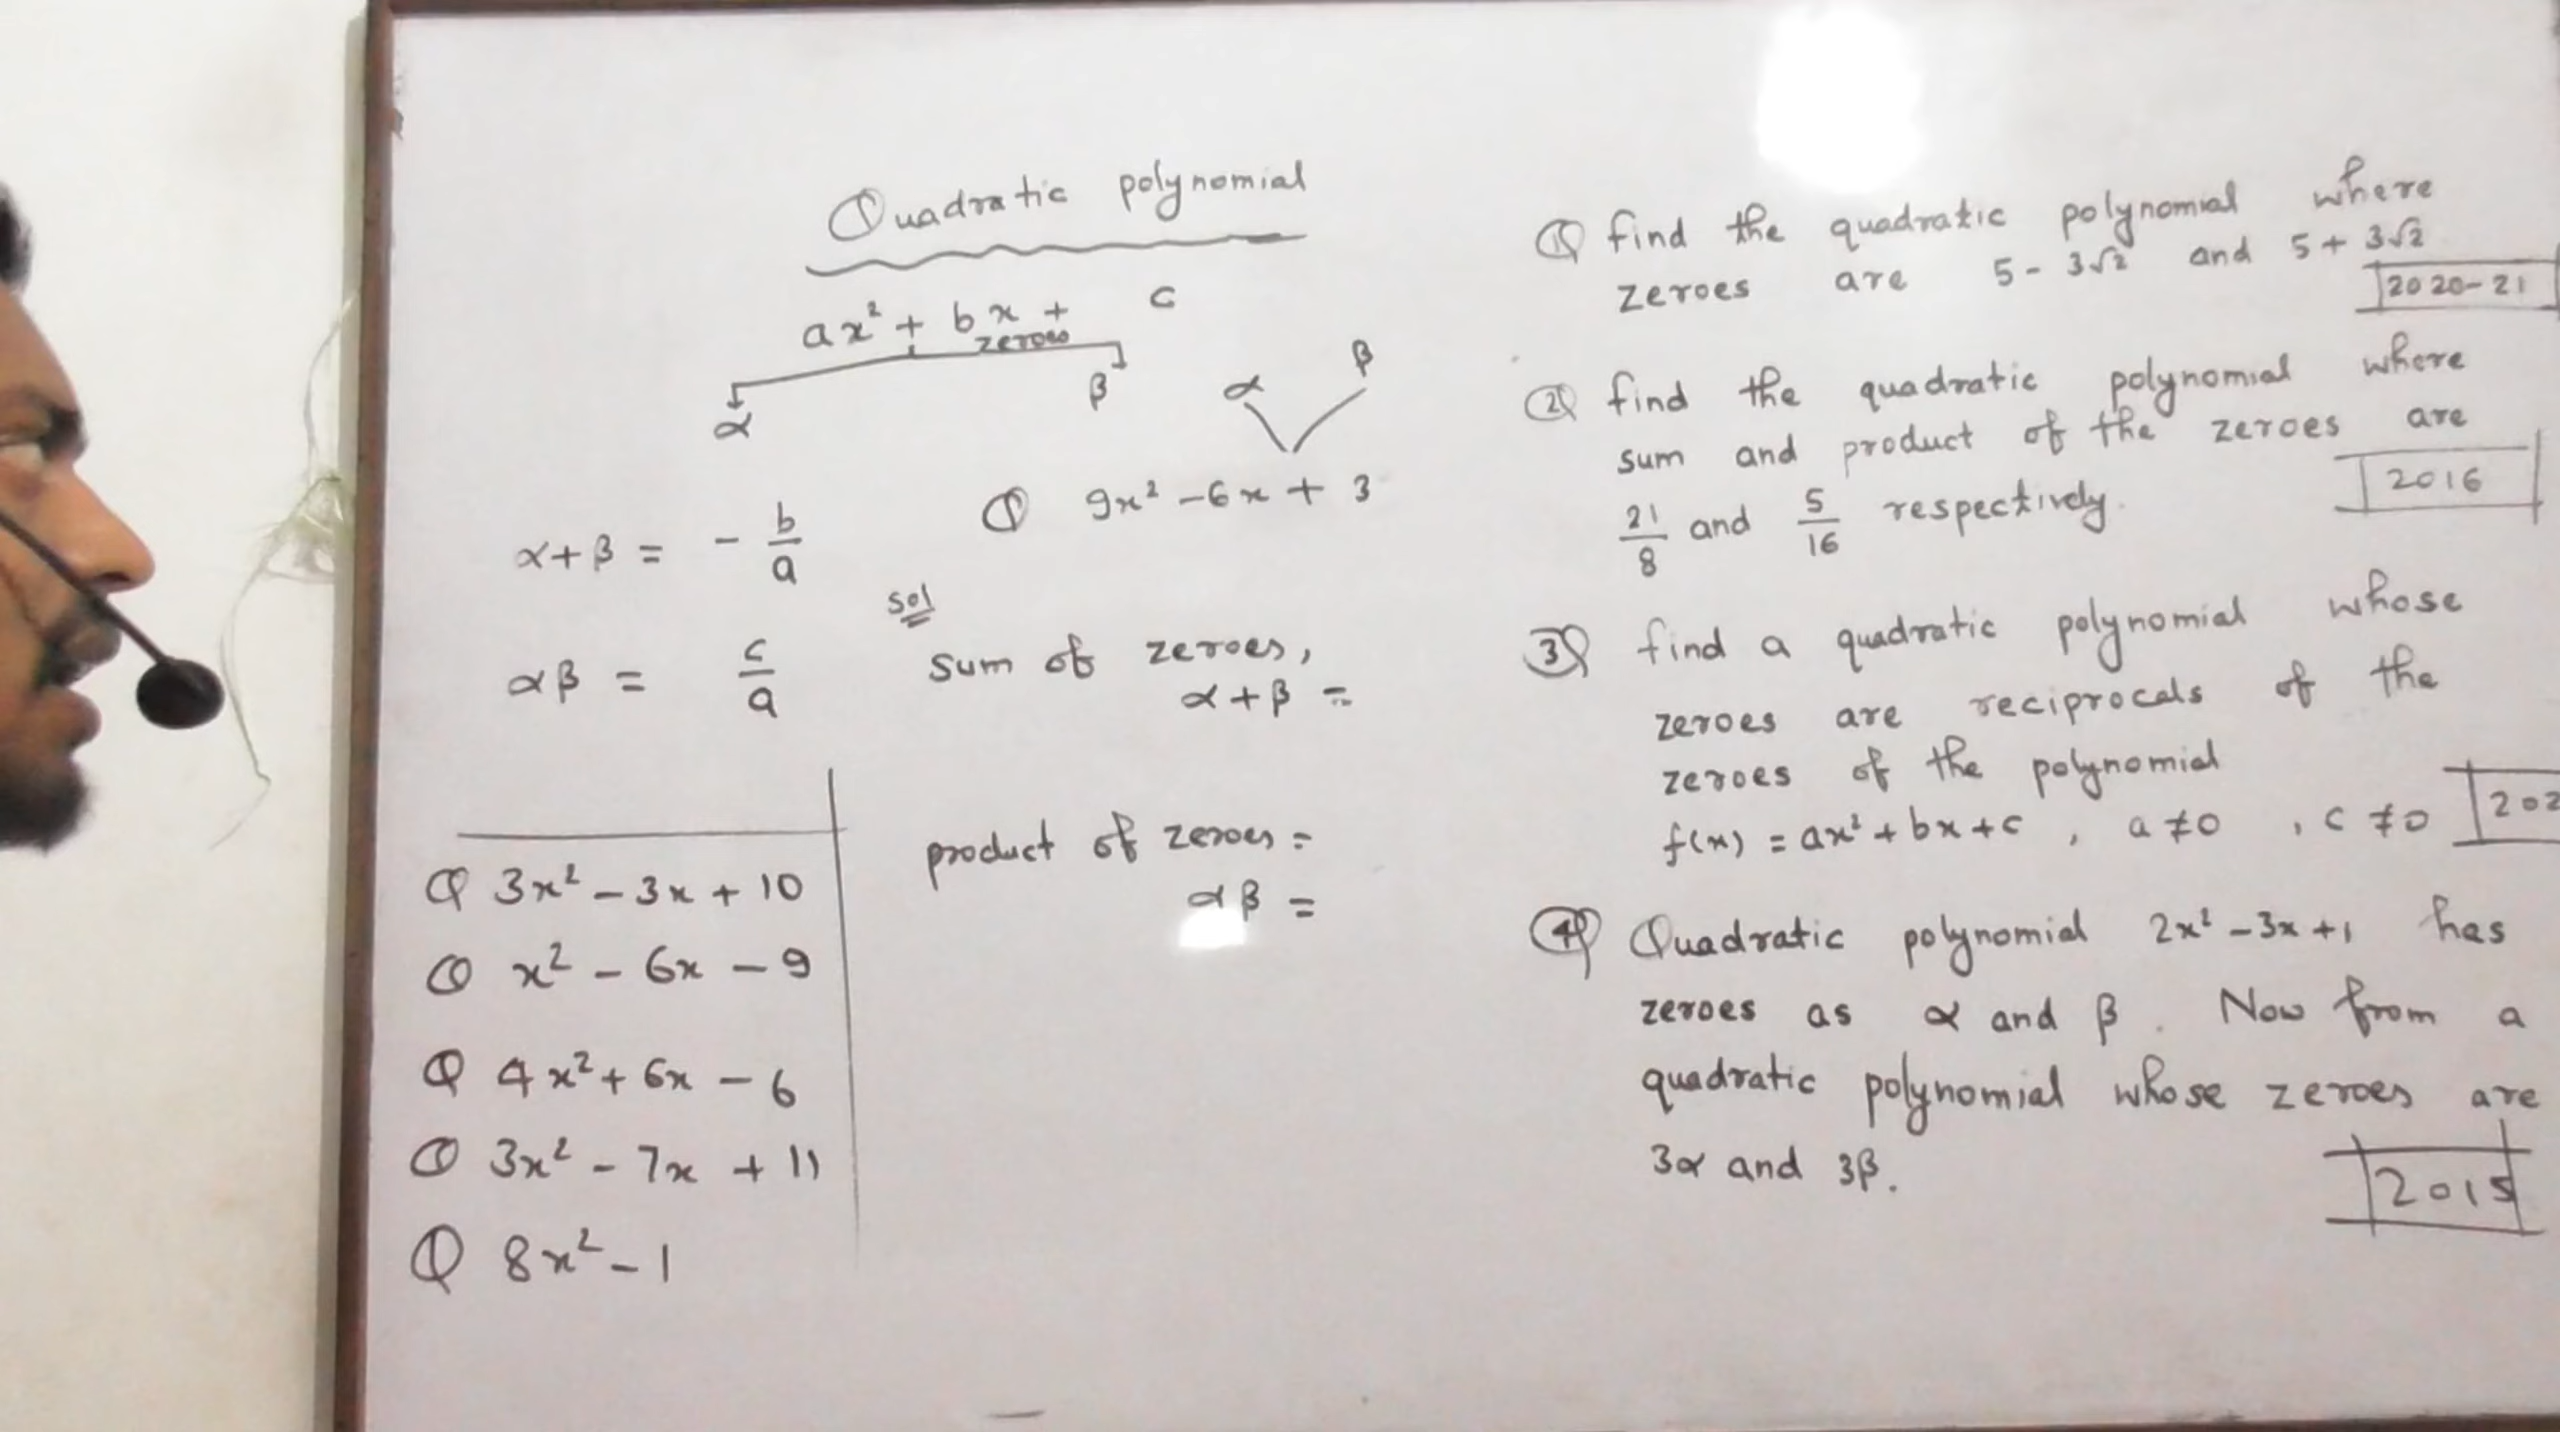 Quadratic polynomial
ax² + bx + c
zeroes
α β
α + β = - b/a
αβ = c/a
Q 3x² - 3x + 10
Q x² - 6x - 9
Q 4x² + 6x - 6
Q 3x² - 7x + 11
Q 8x² - 1
α β
Q 9x² - 6x + 3
Sol
Sum of zeroes,
α + β =
product of zeroes =
αβ =
Q1 find the quadratic polynomial where
zeroes are 5 - 3√2 and 5 + 3√2
2020-21
Q2 find the quadratic polynomial where
sum and product of the zeroes are
21/8 and 5/16 respectively.
2016
Q3 find a quadratic polynomial whose
zeroes are reciprocals of the
zeroes of the polynomial
f(x) = ax² + bx + c , a ≠ 0 , c ≠ 0
202
Q4 Quadratic polynomial 2x² - 3x + 1 has
zeroes as α and β. Now from a
quadratic polynomial whose zeroes are
3α and 3β.
2015